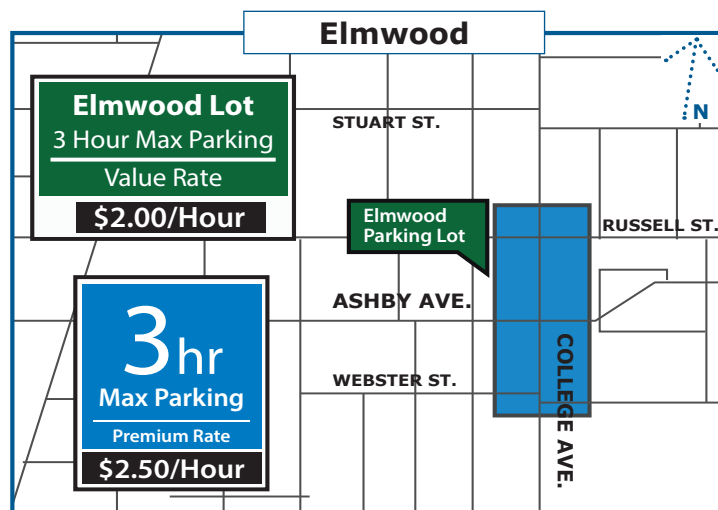 Elmwood
N
Elmwood Lot
3 Hour Max Parking
Value Rate
$2.00/Hour
STUART ST.
Elmwood
Parking Lot
RUSSELL ST.
ASHBY AVE.
3hr
Max Parking
Premium Rate
$2.50/Hour
WEBSTER ST.
COLLEGE AVE.